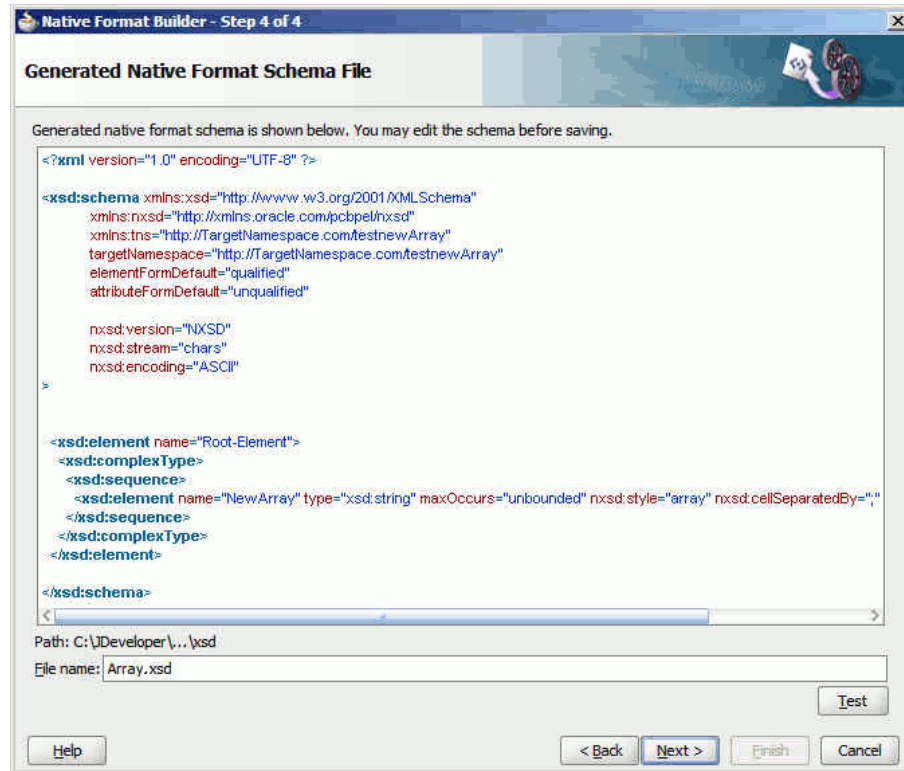 Native Format Builder - Step 4 of 4
Generated Native Format Schema File
Generated native format schema is shown below. You may edit the schema before saving.
<?xml version="1.0" encoding="UTF-8" ?>
<xsd:schema xmlns:xsd="http://www.w3.org/2001/XMLSchema"
xmlns:nxsd="http://xmlns.oracle.com/pcbpel/nxsd"
xmlns:tns="http://TargetNamespace.com/testnewArray"
targetNamespace="http://TargetNamespace.com/testnewArray"
elementFormDefault="qualified"
attributeFormDefault="unqualified"
nxsd:version="NXSD"
nxsd:stream="chars"
nxsd:encoding="ASCII"
>
<xsd:element name="Root-Element">
<xsd:complexType>
<xsd:sequence>
<xsd:element name="NewArray" type="xsd:string" maxOccurs="unbounded" nxsd:style="array" nxsd:cellSeparatedBy=";"
</xsd:sequence>
</xsd:complexType>
</xsd:element>
</xsd:schema>
Path: C:\JDeveloper\...\xsd
File name: Array.xsd
Test
Help
< Back
Next >
Finish
Cancel